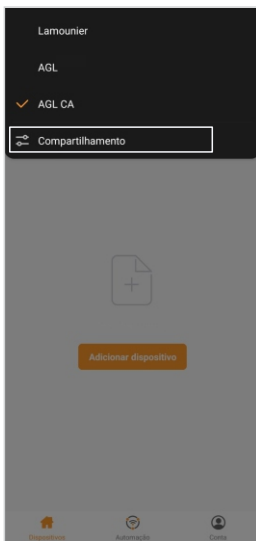 Lamounier
AGL
AGL CA
Compartilhamento
Adicionar dispositivo
Dispositivos
Automação
Conta